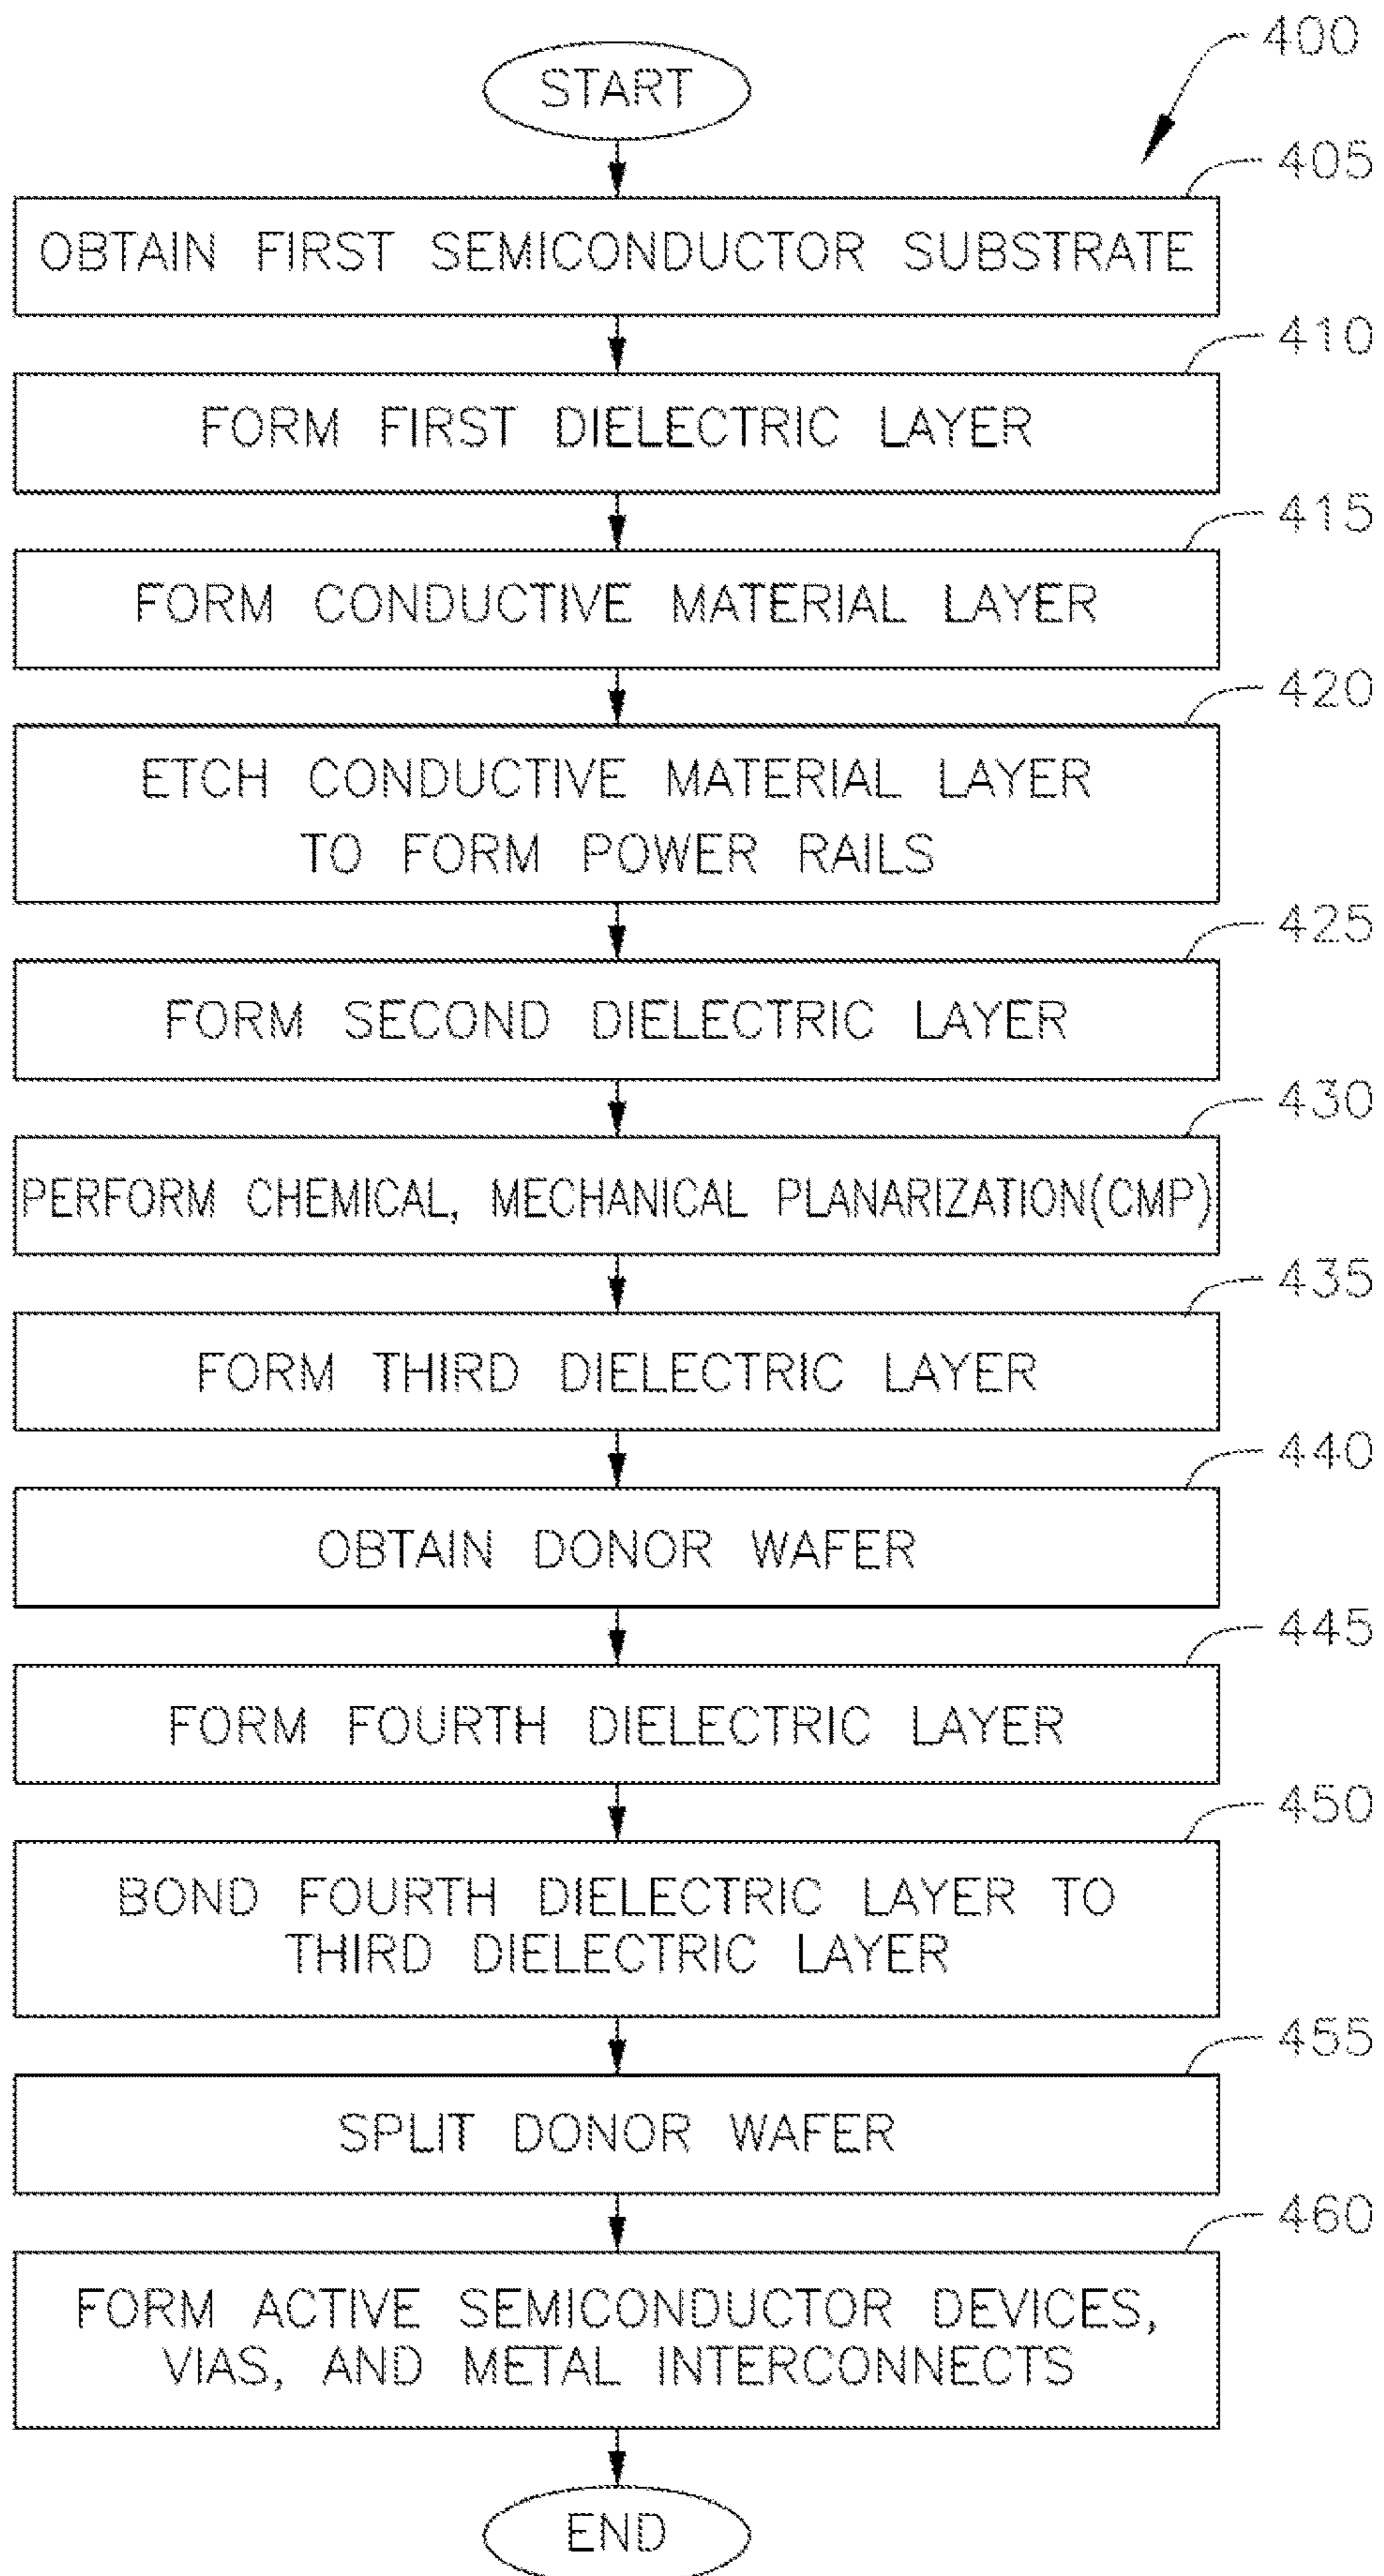 400
START
405
OBTAIN FIRST SEMICONDUCTOR SUBSTRATE
410
FORM FIRST DIELECTRIC LAYER
415
FORM CONDUCTIVE MATERIAL LAYER
420
ETCH CONDUCTIVE MATERIAL LAYER
TO FORM POWER RAILS
425
FORM SECOND DIELECTRIC LAYER
430
PERFORM CHEMICAL, MECHANICAL PLANARIZATION(CMP)
435
FORM THIRD DIELECTRIC LAYER
440
OBTAIN DONOR WAFER
445
FORM FOURTH DIELECTRIC LAYER
450
BOND FOURTH DIELECTRIC LAYER TO
THIRD DIELECTRIC LAYER
455
SPLIT DONOR WAFER
460
FORM ACTIVE SEMICONDUCTOR DEVICES,
VIAS, AND METAL INTERCONNECTS
END